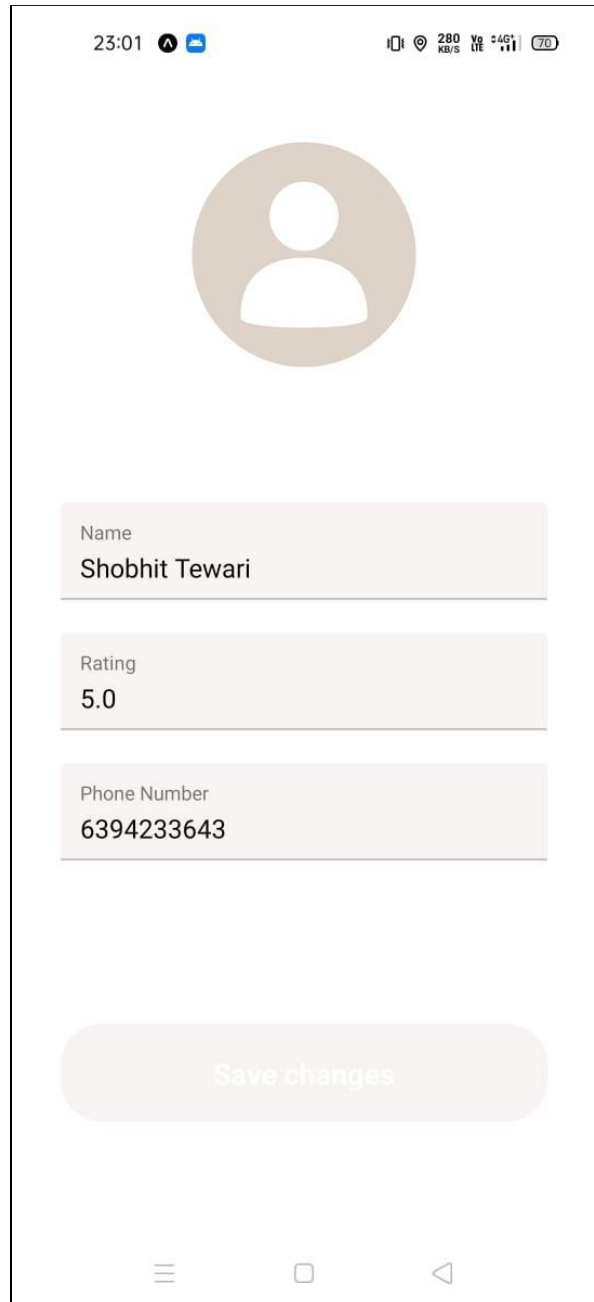 23:01 280 KB/S Vo LTE 4G+ 70
Name
Shobhit Tewari
Rating
5.0
Phone Number
6394233643
Save changes